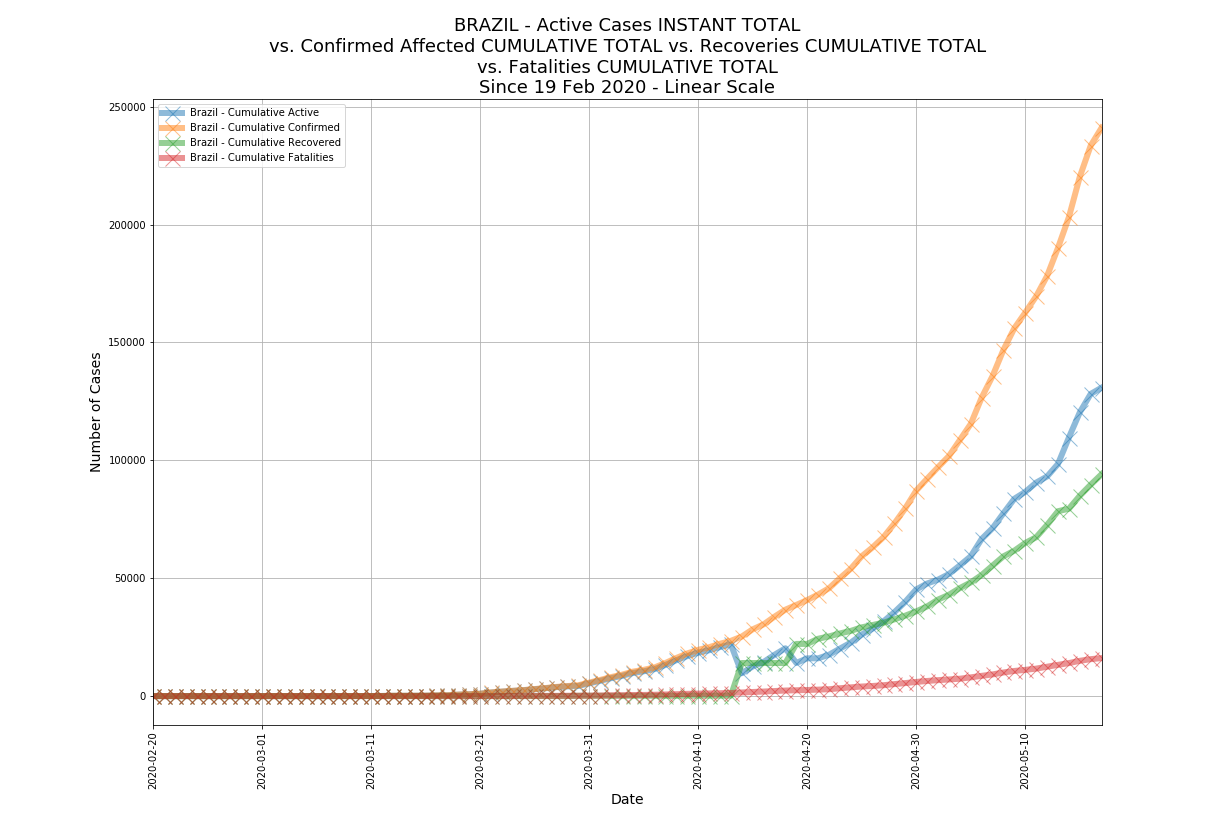 BRAZIL - Active Cases INSTANT TOTAL
vs. Confirmed Affected CUMULATIVE TOTAL vs. Recoveries CUMULATIVE TOTAL
vs. Fatalities CUMULATIVE TOTAL
Since 19 Feb 2020 - Linear Scale
Brazil - Cumulative Active
Brazil - Cumulative Confirmed
Brazil - Cumulative Recovered
Brazil - Cumulative Fatalities
Number of Cases
250000
200000
150000
100000
50000
0
2020-02-20
2020-03-01
2020-03-11
2020-03-21
2020-03-31
2020-04-10
2020-04-20
2020-04-30
2020-05-10
Date